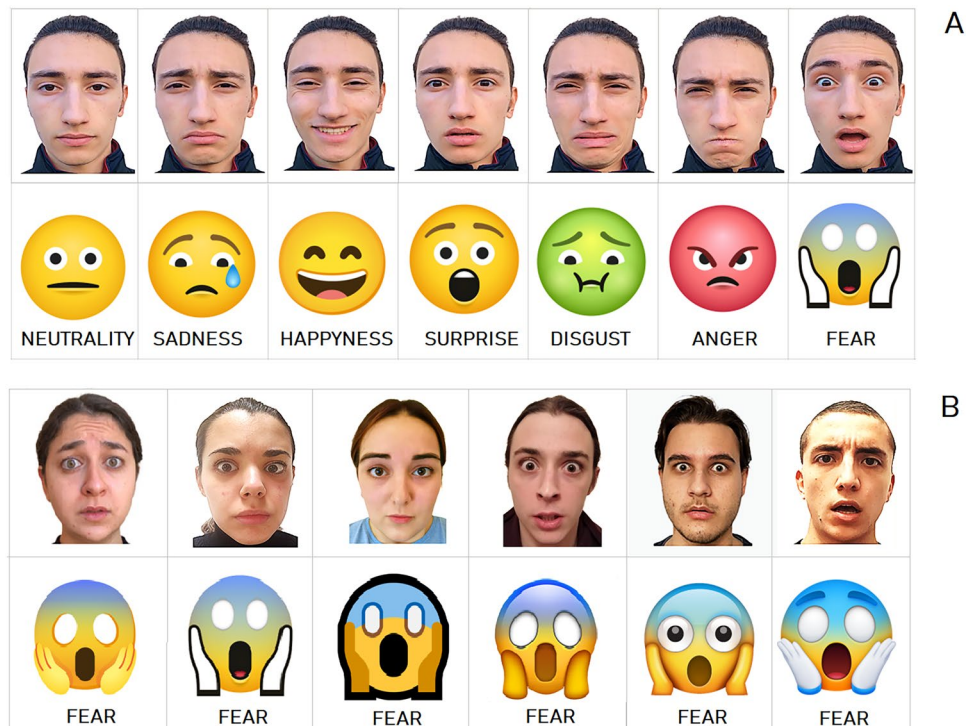 A
NEUTRALITY SADNESS HAPPYNESS SURPRISE DISGUST ANGER FEAR
B
FEAR FEAR FEAR FEAR FEAR FEAR